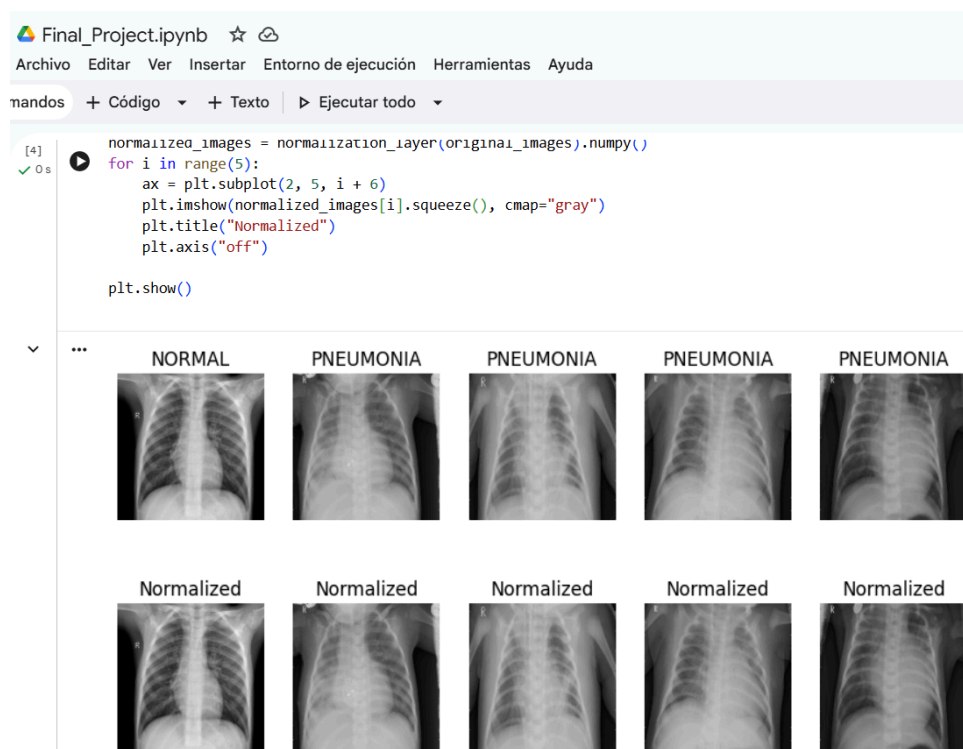 Final_Project.ipynb
Archivo Editar Ver Insertar Entorno de ejecución Herramientas Ayuda
mandos + Código + Texto Ejecutar todo
[4]
0 s
normalized_images = normalization_layer(original_images).numpy()
for i in range(5):
    ax = plt.subplot(2, 5, i + 6)
    plt.imshow(normalized_images[i].squeeze(), cmap="gray")
    plt.title("Normalized")
    plt.axis("off")
plt.show()
NORMAL PNEUMONIA PNEUMONIA PNEUMONIA PNEUMONIA
R R R R R
Normalized Normalized Normalized Normalized Normalized
R R R R R